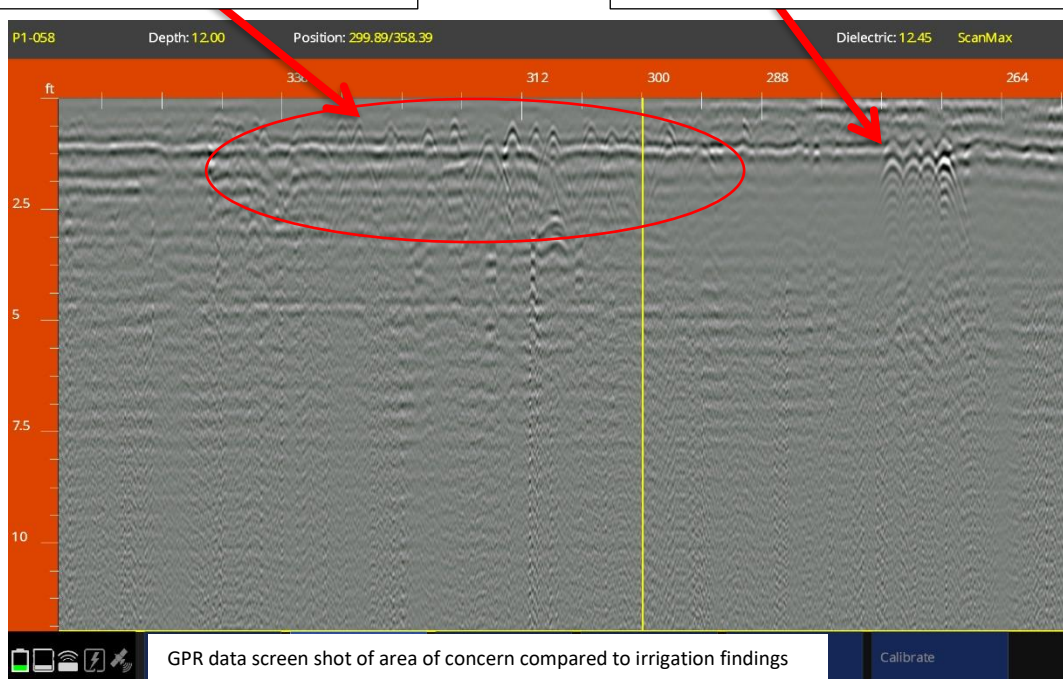 P1-058 Depth: 12.00 Position: 299.89/358.39 Dielectric: 12.45 ScanMax
ft 312 300 288 264
2.5
5
7.5
10
GPR data screen shot of area of concern compared to irrigation findings Calibrate